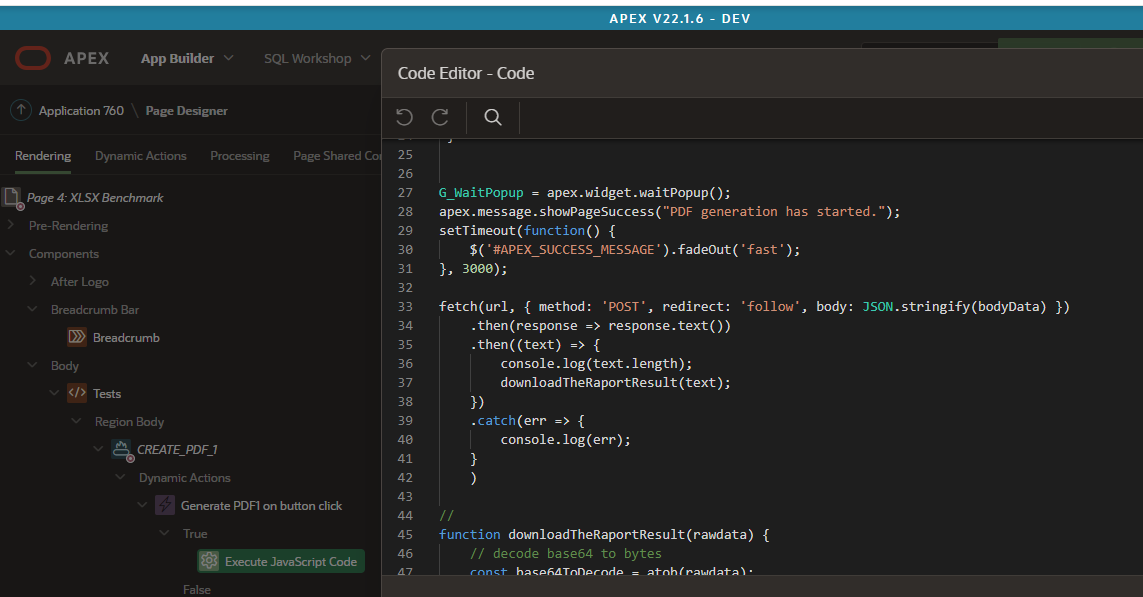 APEX V22.1.6 - DEV
APEX App Builder SQL Workshop
Application 760 \ Page Designer
Rendering Dynamic Actions Processing Page Shared Co
Page 4: XLSX Benchmark
Pre-Rendering
Components
After Logo
Breadcrumb Bar
Breadcrumb
Body
</> Tests
Region Body
CREATE_PDF_1
Dynamic Actions
Generate PDF1 on button click
True
Execute JavaScript Code
False
Code Editor - Code
25
26
27 G_WaitPopup = apex.widget.waitPopup();
28 apex.message.showPageSuccess("PDF generation has started.");
29 setTimeout(function() {
30 $('#APEX_SUCCESS_MESSAGE').fadeOut('fast');
31 }, 3000);
32
33 fetch(url, { method: 'POST', redirect: 'follow', body: JSON.stringify(bodyData) })
34 .then(response => response.text())
35 .then((text) => {
36 console.log(text.length);
37 downloadTheRaportResult(text);
38 })
39 .catch(err => {
40 console.log(err);
41 }
42 )
43
44 //
45 function downloadTheRaportResult(rawdata) {
46 // decode base64 to bytes
47 const base64ToDecode = atob(rawdata);